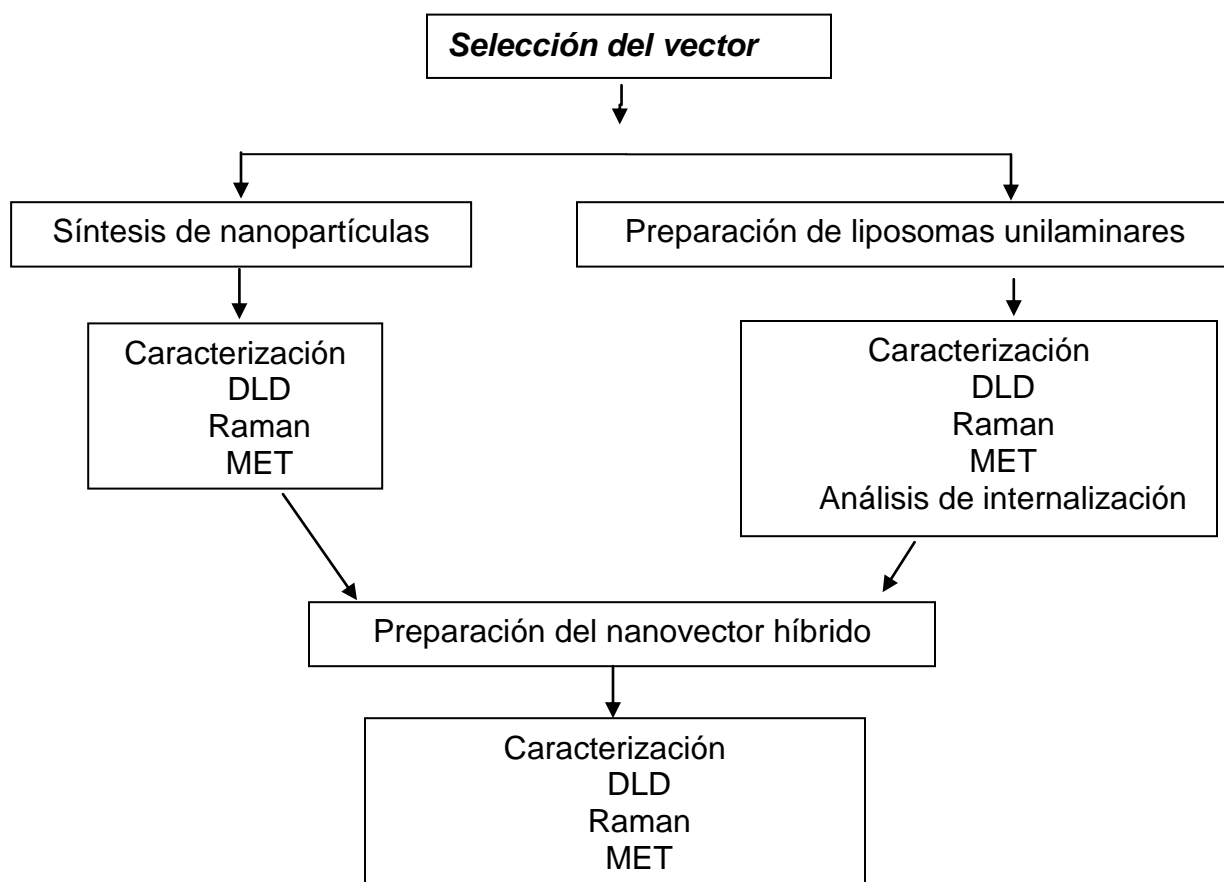 Selección del vector
Síntesis de nanopartículas
Preparación de liposomas unilaminares
Caracterización
DLD
Raman
MET
Caracterización
DLD
Raman
MET
Análisis de internalización
Preparación del nanovector híbrido
Caracterización
DLD
Raman
MET